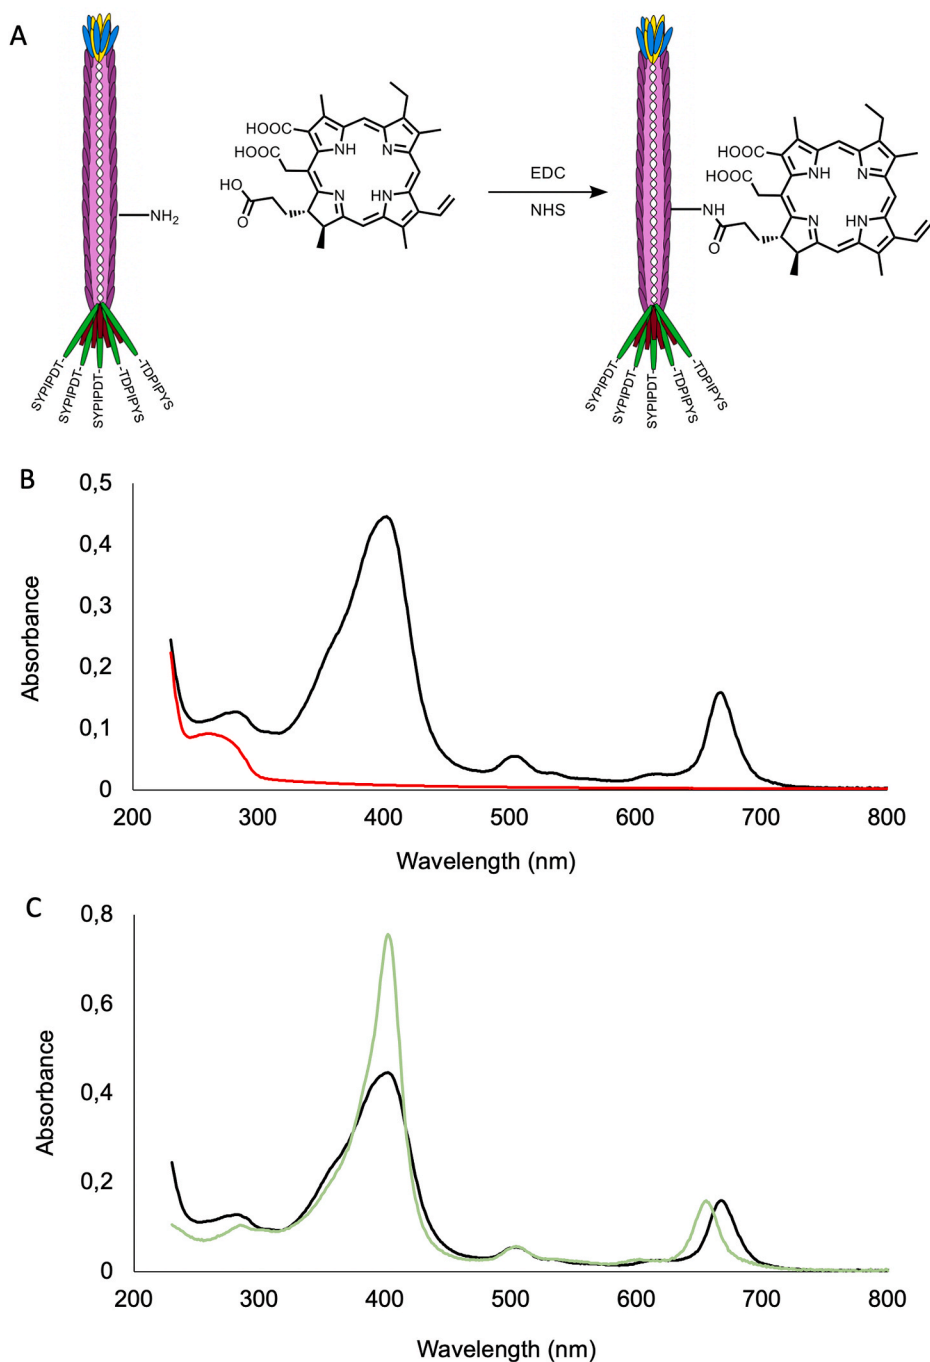 A
HOOC
HOOC
HO
O
NH
N
N
HN
NH₂
EDC
NHS
HOOC
HOOC
NH
O
NH
N
N
HN
SYPIPDT-
SYPIPDT-
SYPIPDT-
-TDPIPYS
-TDPIPYS
SYPIPDT-
SYPIPDT-
SYPIPDT-
-TDPIPYS
-TDPIPYS
B
0,5
0,4
0,3
0,2
0,1
0
Absorbance
200 300 400 500 600 700 800
Wavelength (nm)
C
0,8
0,6
0,4
0,2
0
Absorbance
200 300 400 500 600 700 800
Wavelength (nm)